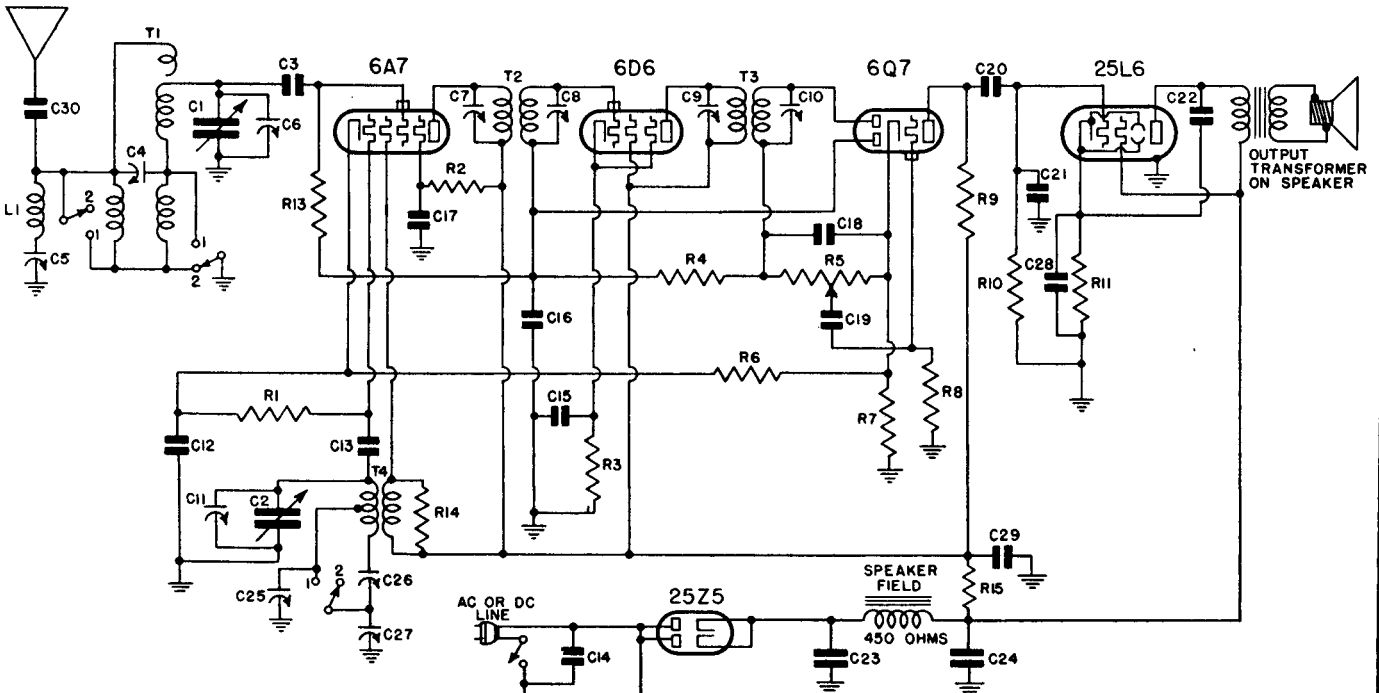 T1
C3
6A7
T2
6D6
T3
6Q7
C20
25L6
C30
C1
C6
C7
C8
C9
C10
C22
C4
R2
OUTPUT
TRANSFORMER
ON SPEAKER
L1
2
1
R13
C17
R9
C21
C5
1
2
C18
R4
R5
R10
C28
R11
C16
C19
R6
R1
C15
R7
R8
C12
C13
T4
R3
C11
C2
R14
C29
SPEAKER
FIELD
R15
C25
1
2
C26
AC OR DC
LINE
25Z5
450 OHMS
C27
C14
C23
C24